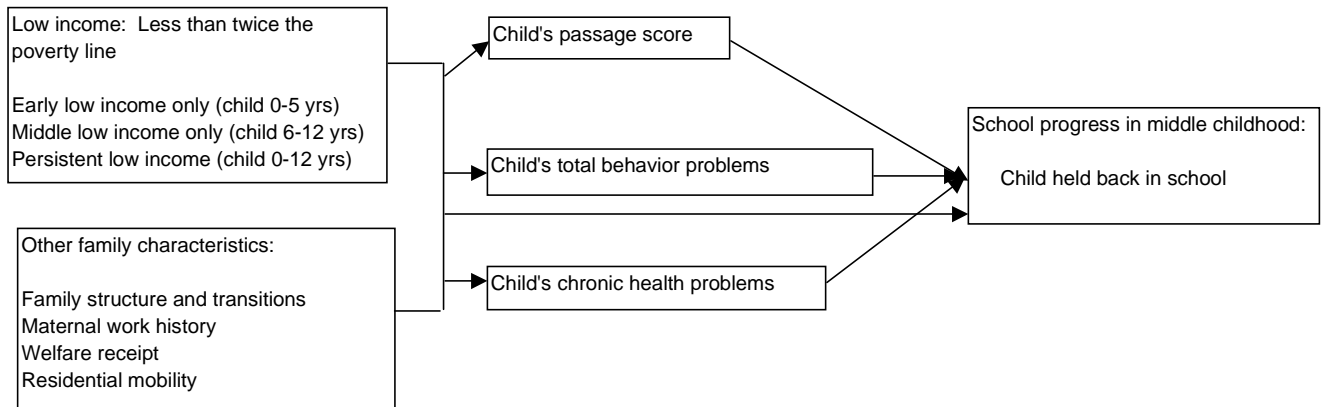 Low income:  Less than twice the
poverty line
Early low income only (child 0-5 yrs)
Middle low income only (child 6-12 yrs)
Persistent low income (child 0-12 yrs)
Other family characteristics:
Family structure and transitions
Maternal work history
Welfare receipt
Residential mobility
Child's passage score
Child's total behavior problems
Child's chronic health problems
School progress in middle childhood:
Child held back in school